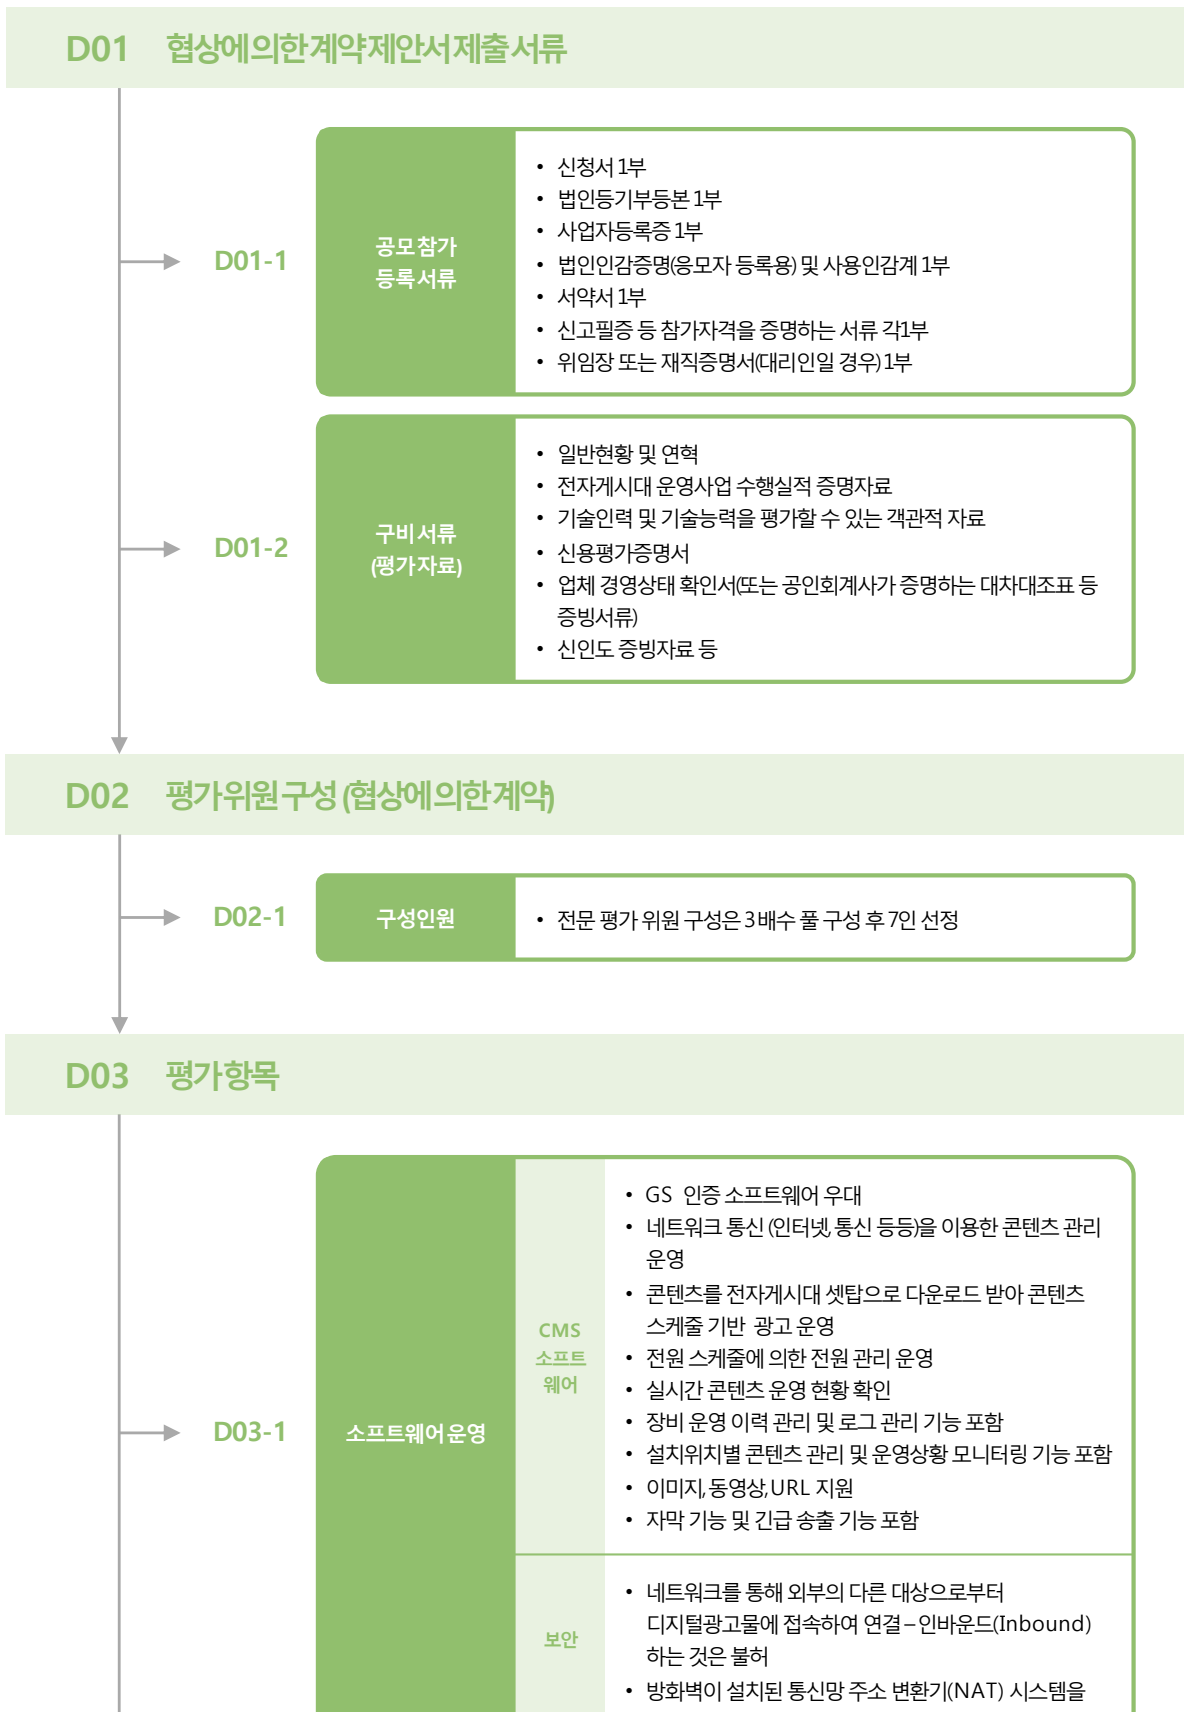 D01 협상에 의한 계약 제안서 제출 서류
D01-1
공모 참가
등록 서류
• 신청서 1부
• 법인등기부등본 1부
• 사업자등록증 1부
• 법인인감증명(응모자 등록용) 및 사용인감계 1부
• 서약서 1부
• 신고필증 등 참가자격을 증명하는 서류 각1부
• 위임장 또는 재직증명서(대리인일 경우) 1부
D01-2
구비 서류
(평가 자료)
• 일반현황 및 연혁
• 전자게시대 운영사업 수행실적 증명자료
• 기술인력 및 기술능력을 평가할 수 있는 객관적 자료
• 신용평가증명서
• 업체 경영상태 확인서(또는 공인회계사가 증명하는 대차대조표 등
증빙서류)
• 신인도 증빙자료 등
D02 평가 위원 구성 (협상에 의한 계약)
D02-1
구성인원
• 전문 평가 위원 구성은 3배수 풀 구성 후 7인 선정
D03 평가 항목
D03-1
소프트웨어 운영
CMS
소프트
웨어
• GS 인증 소프트웨어 우대
• 네트워크 통신 (인터넷, 통신 등등)을 이용한 콘텐츠 관리
운영
• 콘텐츠를 전자게시대 셋탑으로 다운로드 받아 콘텐츠
스케줄 기반 광고 운영
• 전원 스케줄에 의한 전원 관리 운영
• 실시간 콘텐츠 운영 현황 확인
• 장비 운영 이력 관리 및 로그 관리 기능 포함
• 설치위치별 콘텐츠 관리 및 운영상황 모니터링 기능 포함
• 이미지, 동영상, URL 지원
• 자막 기능 및 긴급 송출 기능 포함
보안
• 네트워크를 통해 외부의 다른 대상으로부터
디지털광고물에 접속하여 연결 – 인바운드(Inbound)
하는 것은 불허
• 방화벽이 설치된 통신망 주소 변환기(NAT) 시스템을